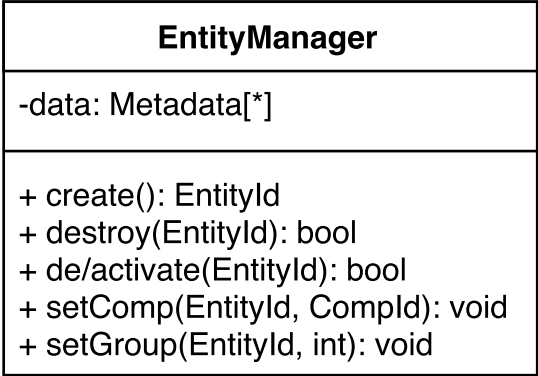 EntityManager
-data: Metadata[*]
+ create(): EntityId
+ destroy(EntityId): bool
+ de/activate(EntityId): bool
+ setComp(EntityId, CompId): void
+ setGroup(EntityId, int): void